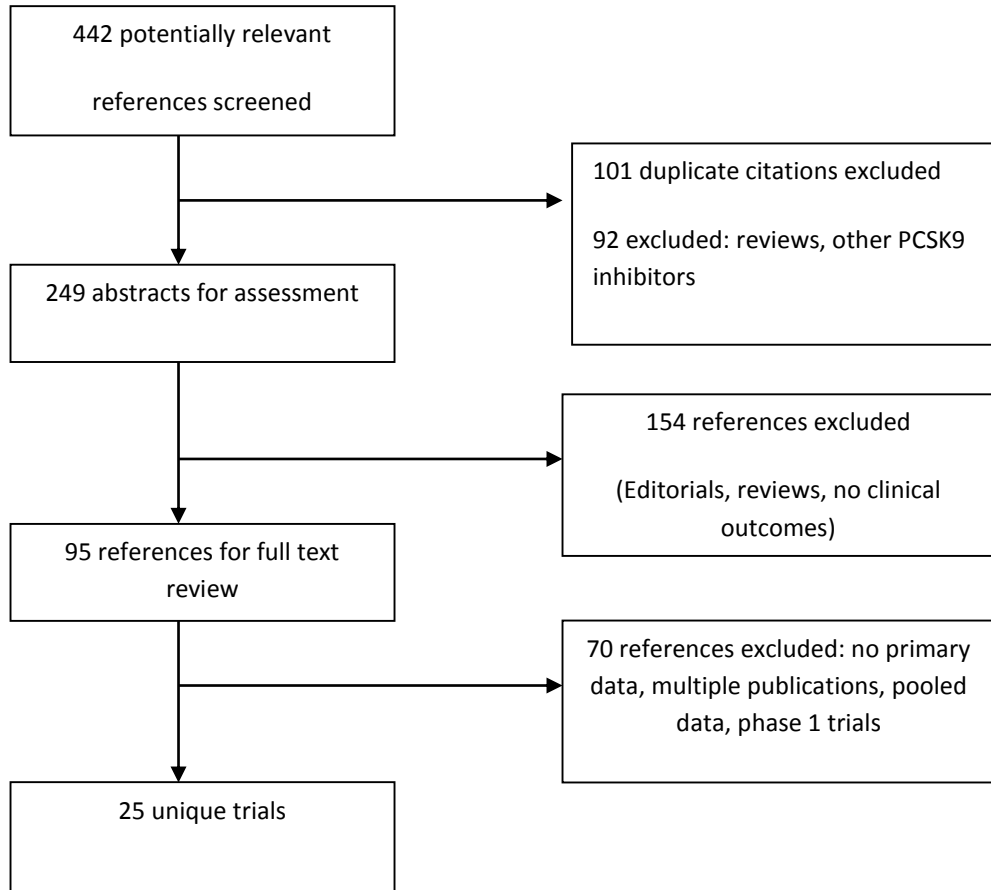 442 potentially relevant
references screened
101 duplicate citations excluded
92 excluded: reviews, other PCSK9
inhibitors
249 abstracts for assessment
154 references excluded
(Editorials, reviews, no clinical
outcomes)
95 references for full text
review
70 references excluded: no primary
data, multiple publications, pooled
data, phase 1 trials
25 unique trials